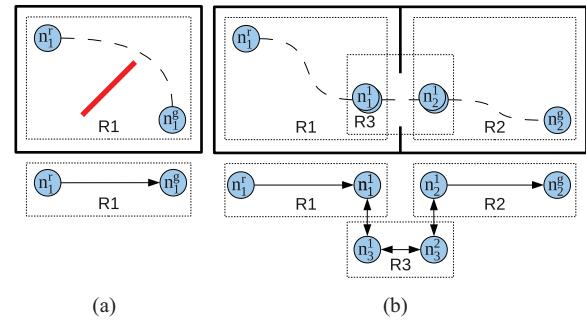 n₁ʳ
n₁ᵍ
R1
n₁ʳ
n₁ᵍ
R1
(a)
n₁ʳ
n₁¹
n₂¹
n₂ᵍ
R1
R3
R2
n₁ʳ
n₁¹
n₂¹
n₂ᵍ
R1
R2
n₃¹
n₃²
R3
(b)